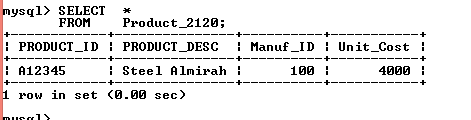 mysql> SELECT *
FROM Product_2120;
+------------+---------------+----------+-----------+
| PRODUCT_ID | PRODUCT_DESC | Manuf_ID | Unit_Cost |
+------------+---------------+----------+-----------+
| A12345 | Steel Almirah | 100 | 4000 |
+------------+---------------+----------+-----------+
1 row in set (0.00 sec)
mysql>